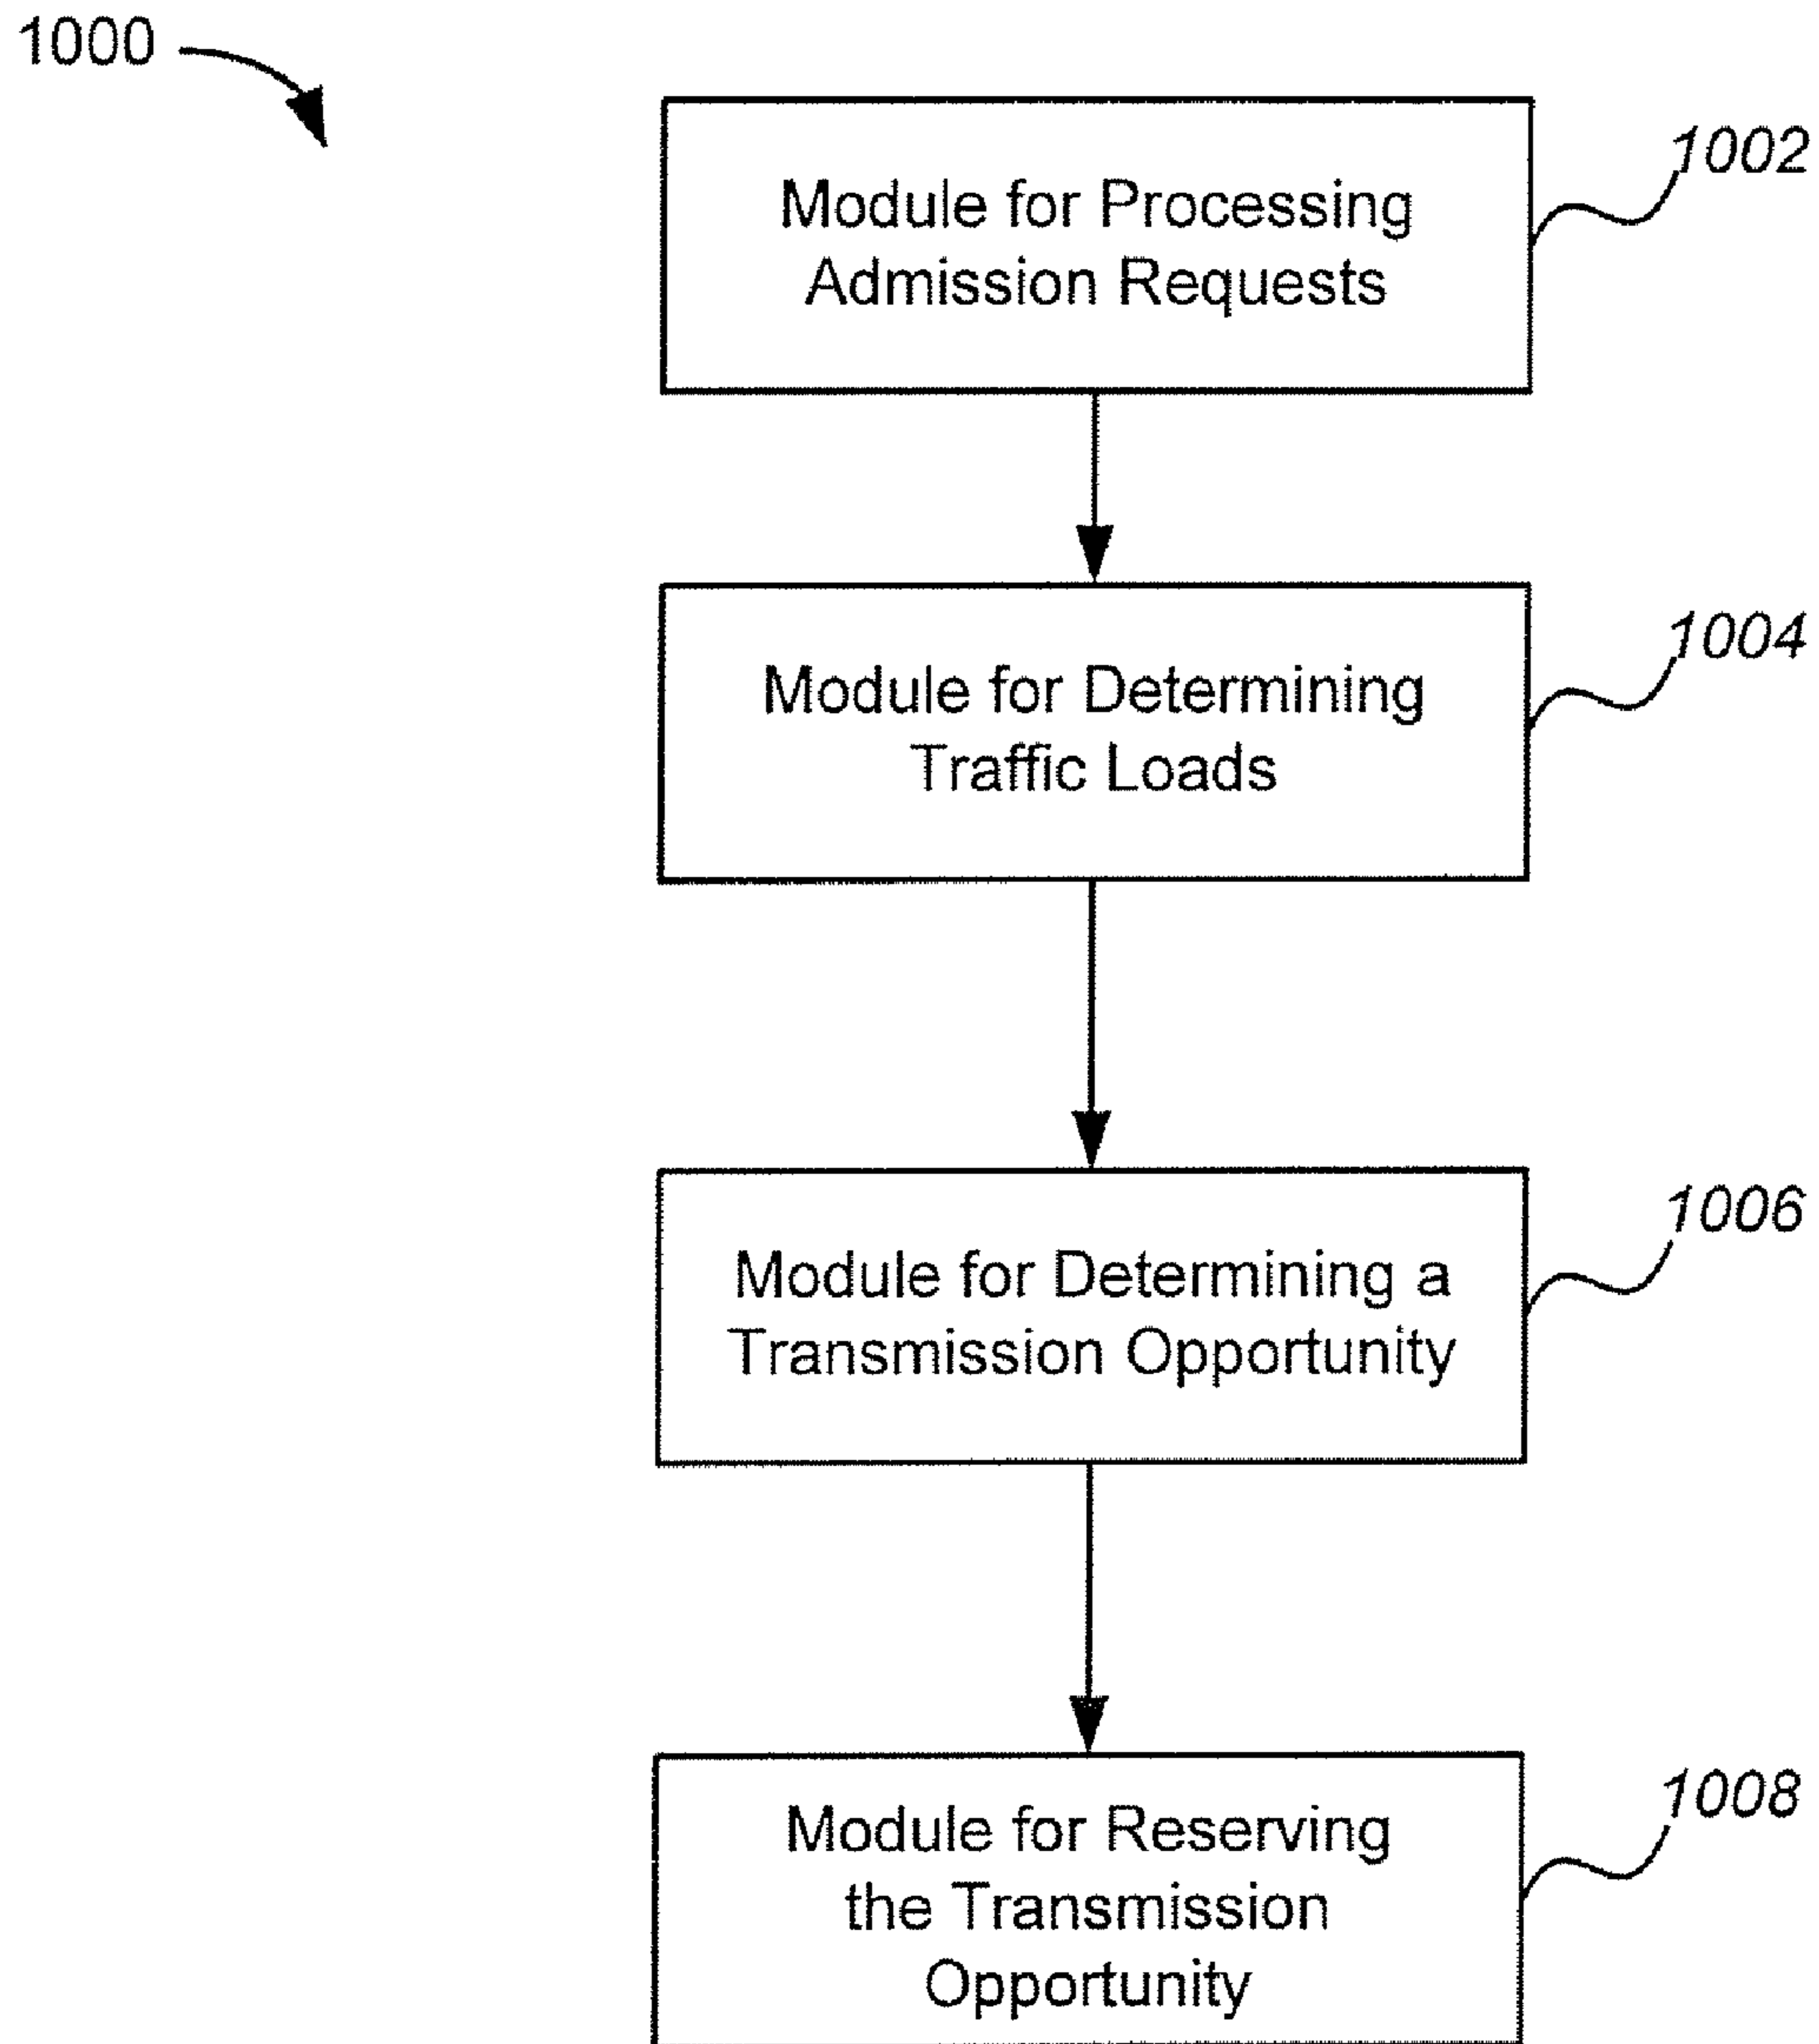 1000
Module for Processing
Admission Requests
1002
Module for Determining
Traffic Loads
1004
Module for Determining a
Transmission Opportunity
1006
Module for Reserving
the Transmission
Opportunity
1008